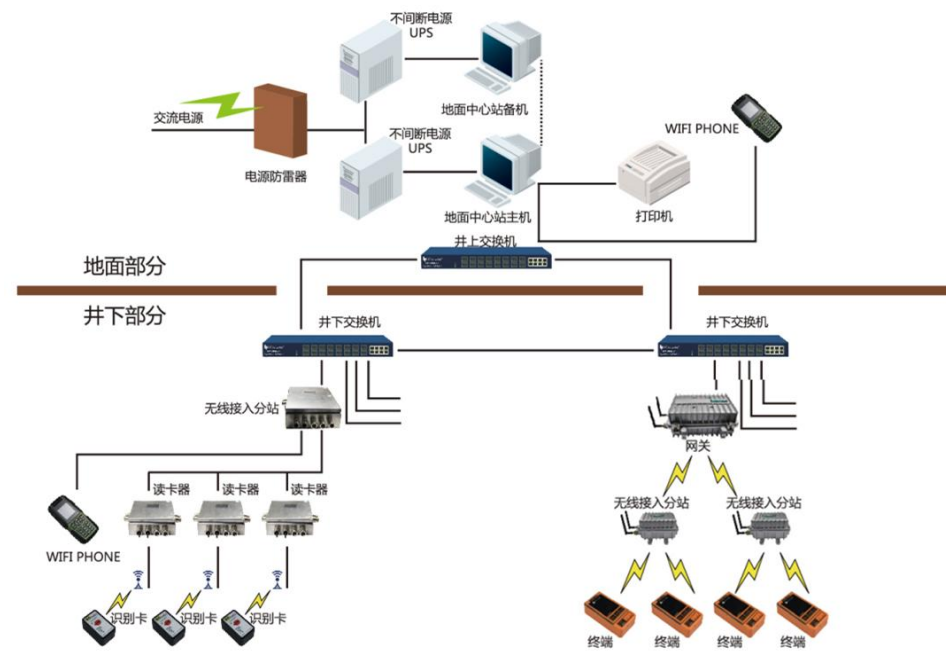 不间断电源
UPS
交流电源
地面中心站备机
WIFI PHONE
不间断电源
UPS
电源防雷器
地面中心站主机
打印机
井上交换机
地面部分
井下部分
井下交换机
井下交换机
无线接入分站
网关
读卡器
读卡器
读卡器
无线接入分站
无线接入分站
WIFI PHONE
识别卡
识别卡
识别卡
终端
终端
终端
终端